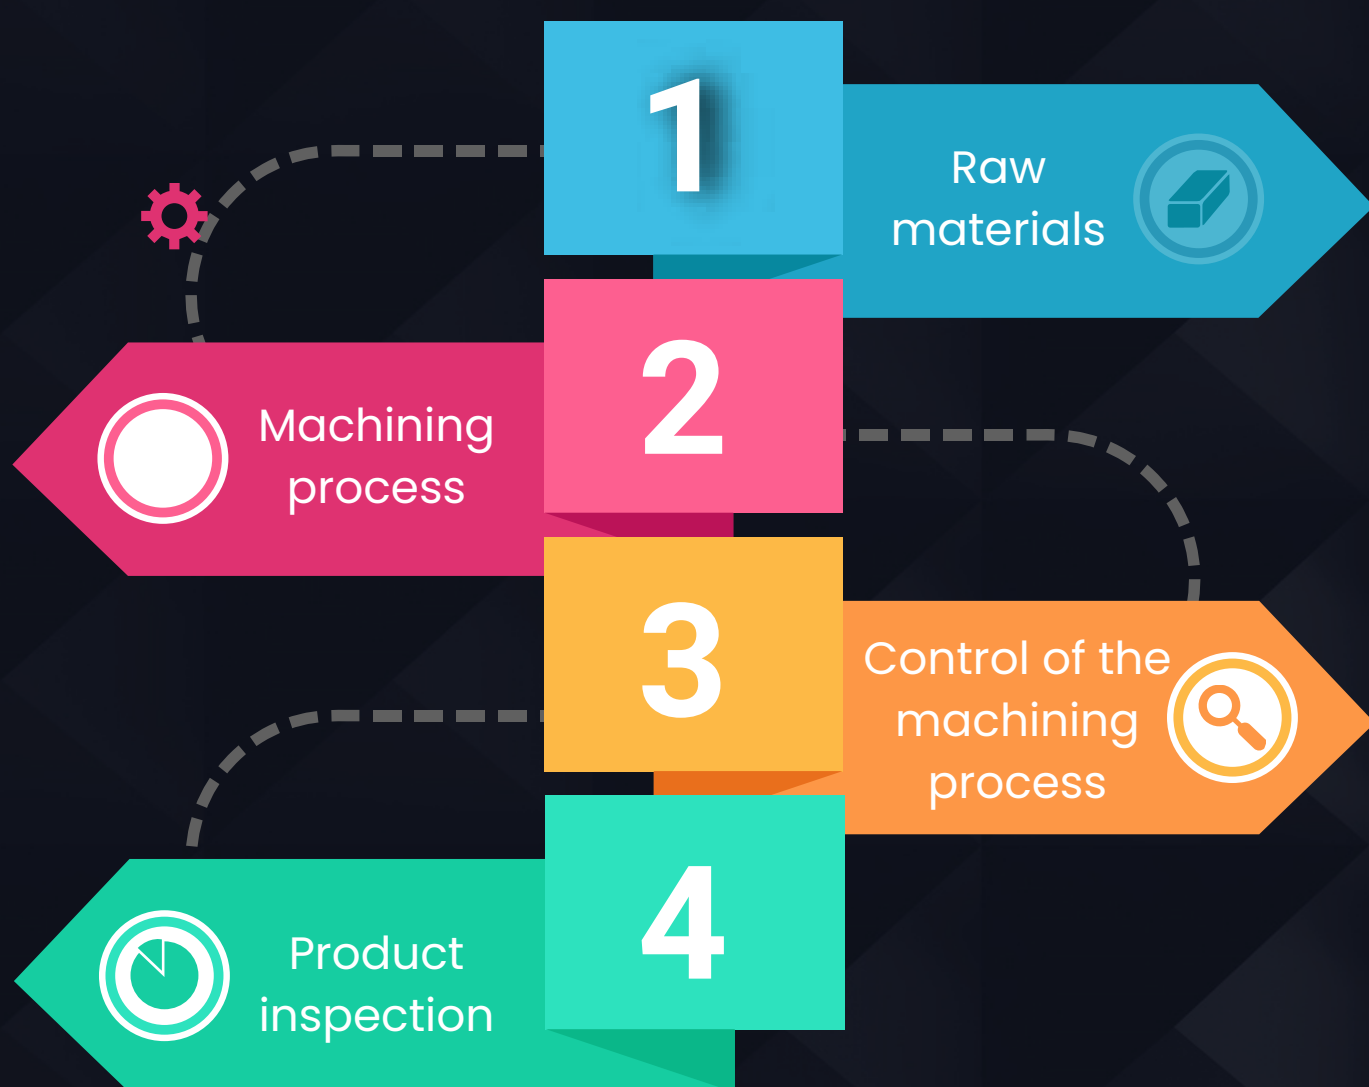 1
Raw
materials
2
Machining
process
3
Control of the
machining
process
4
Product
inspection